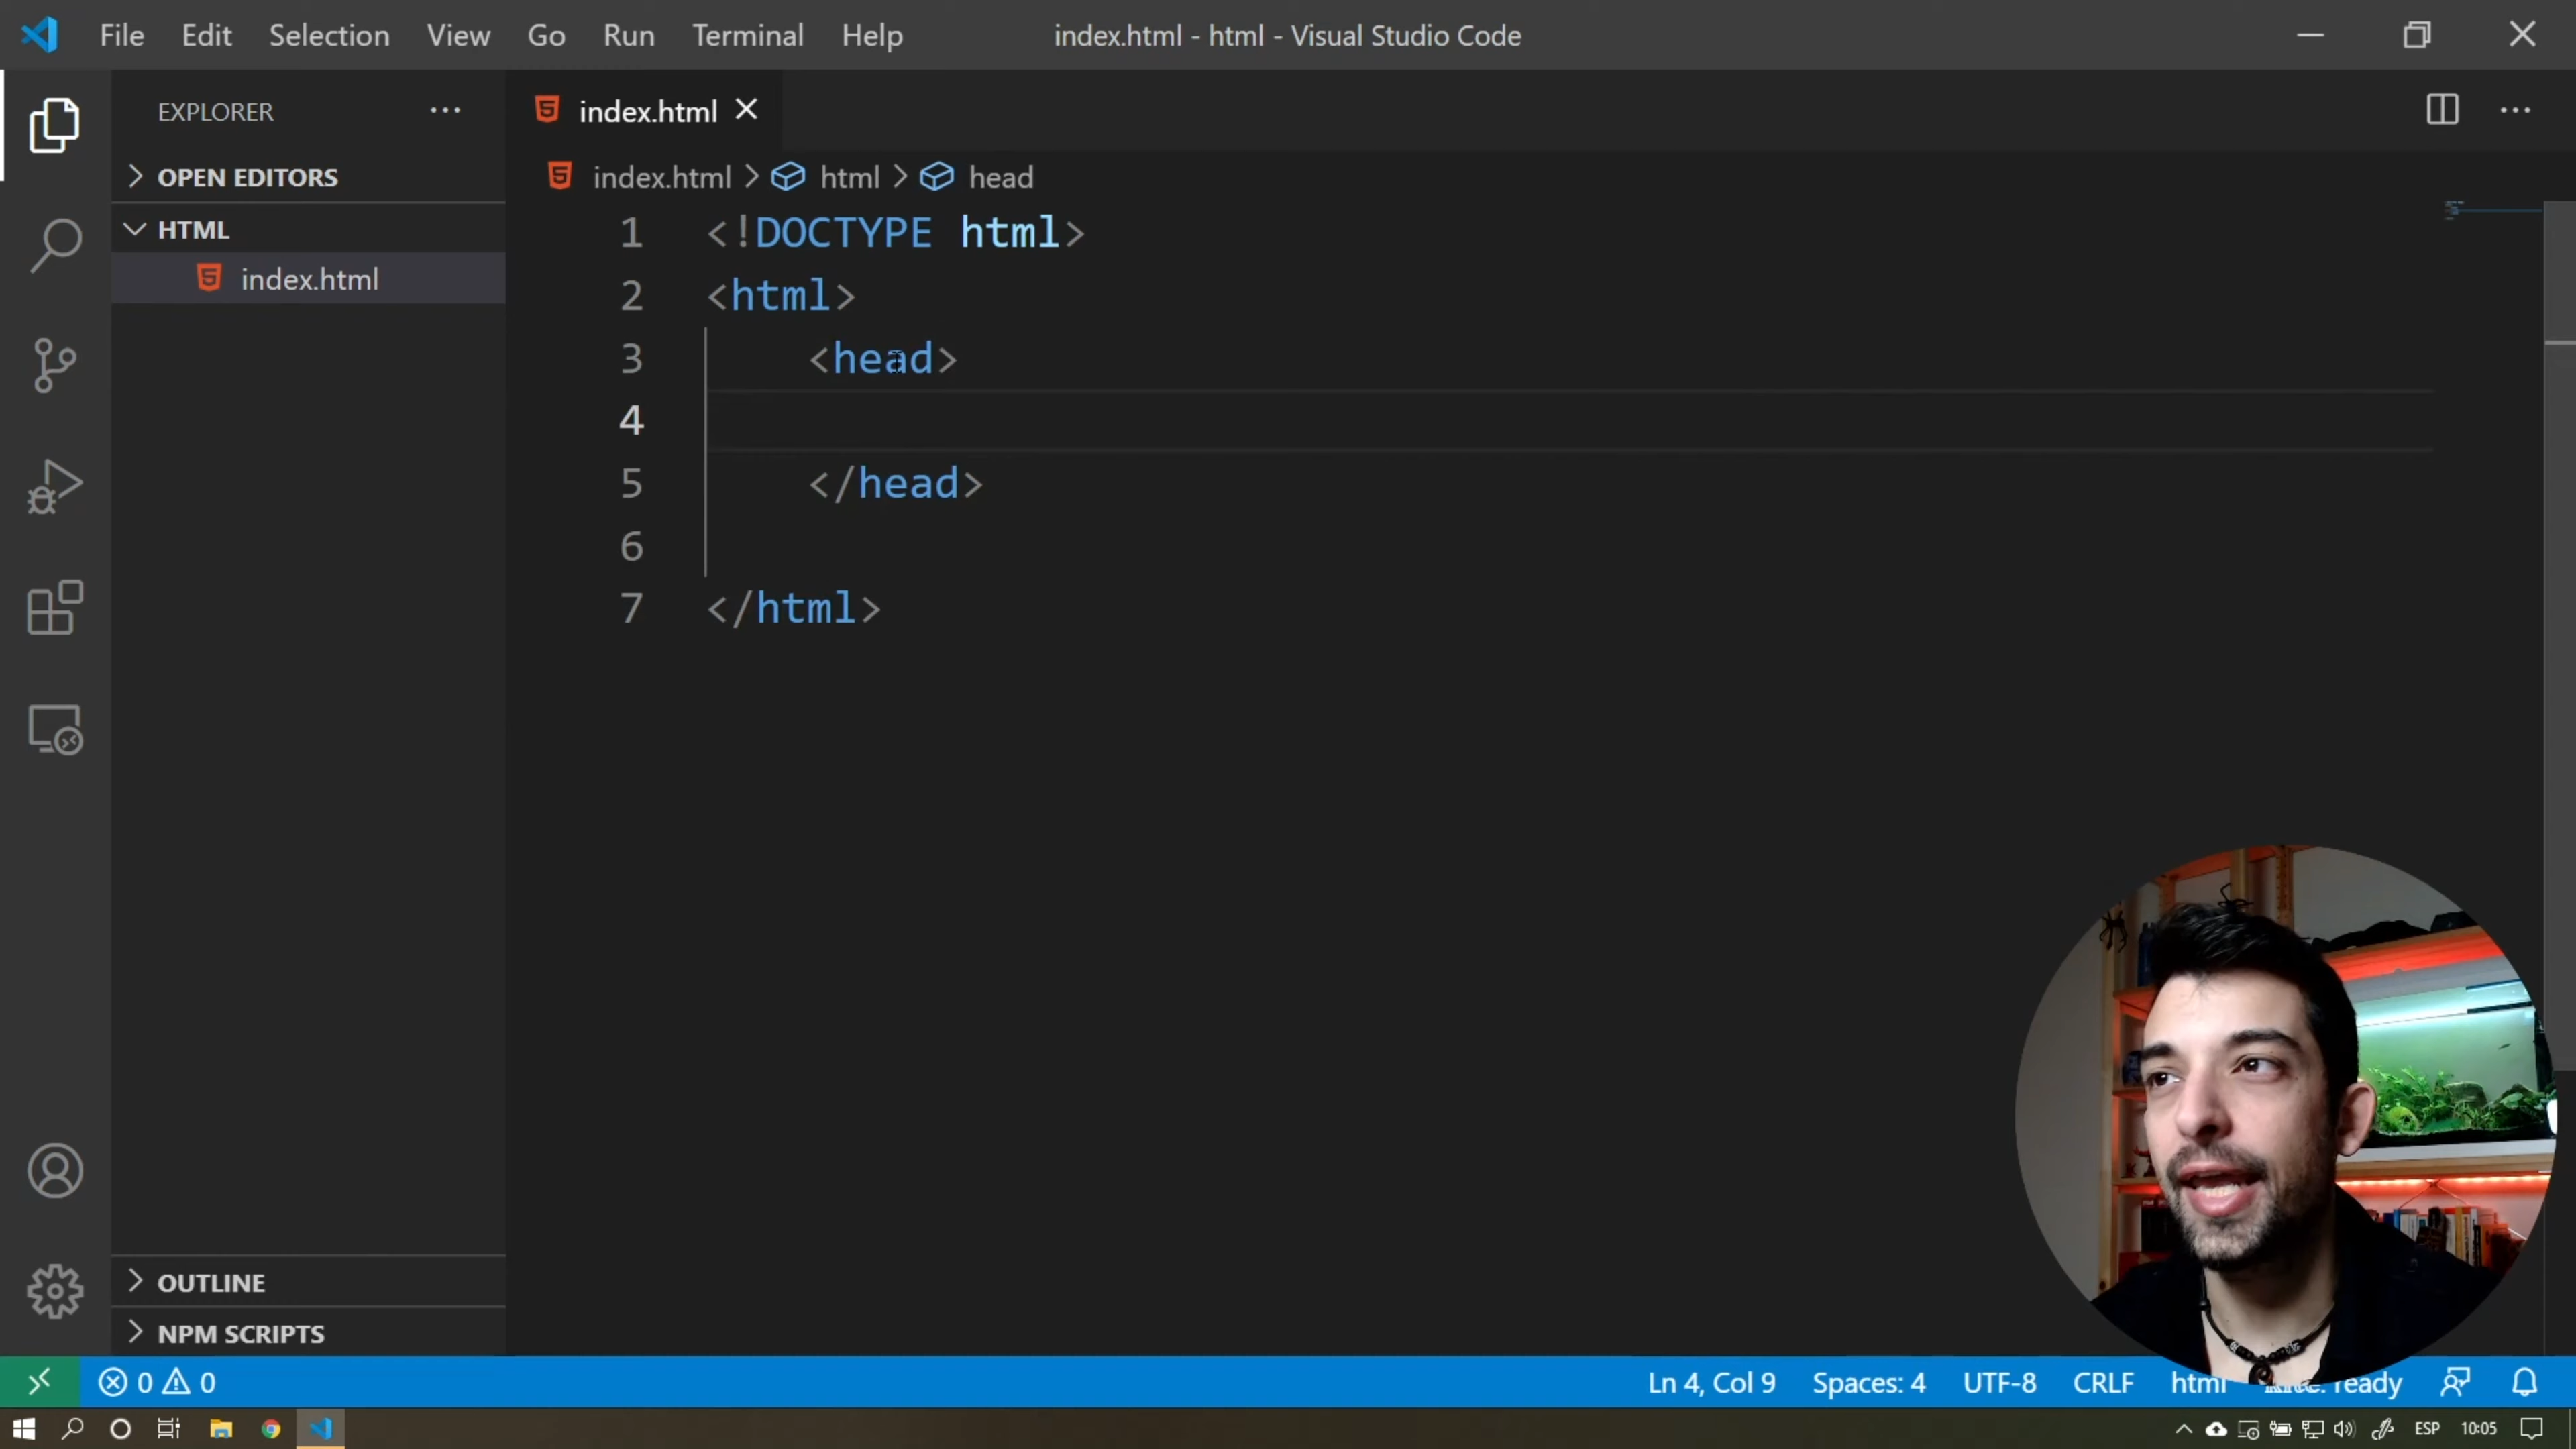 File Edit Selection View Go Run Terminal Help index.html - html - Visual Studio Code
EXPLORER
OPEN EDITORS
HTML
index.html
OUTLINE
NPM SCRIPTS
index.html
index.html > html > head
1 <!DOCTYPE html>
2 <html>
3 <head>
4
5 </head>
6
7 </html>
0 0 Ln 4, Col 9 Spaces: 4 UTF-8 CRLF html ready
ESP 10:05